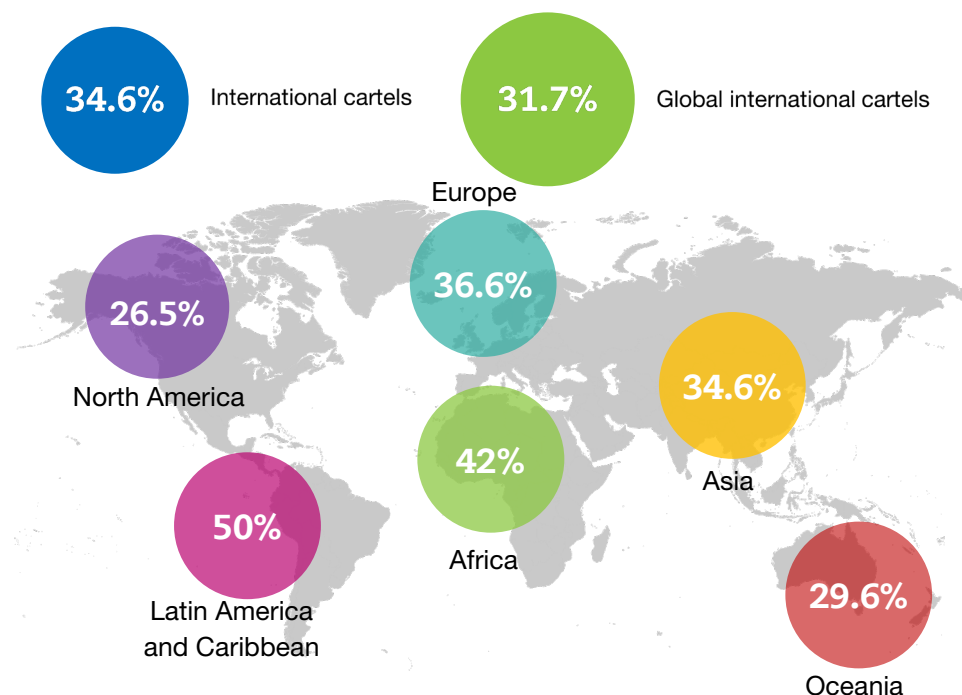 34.6%
International cartels
31.7%
Global international cartels
Europe
36.6%
26.5%
North America
34.6%
Asia
42%
Africa
50%
Latin America
and Caribbean
29.6%
Oceania